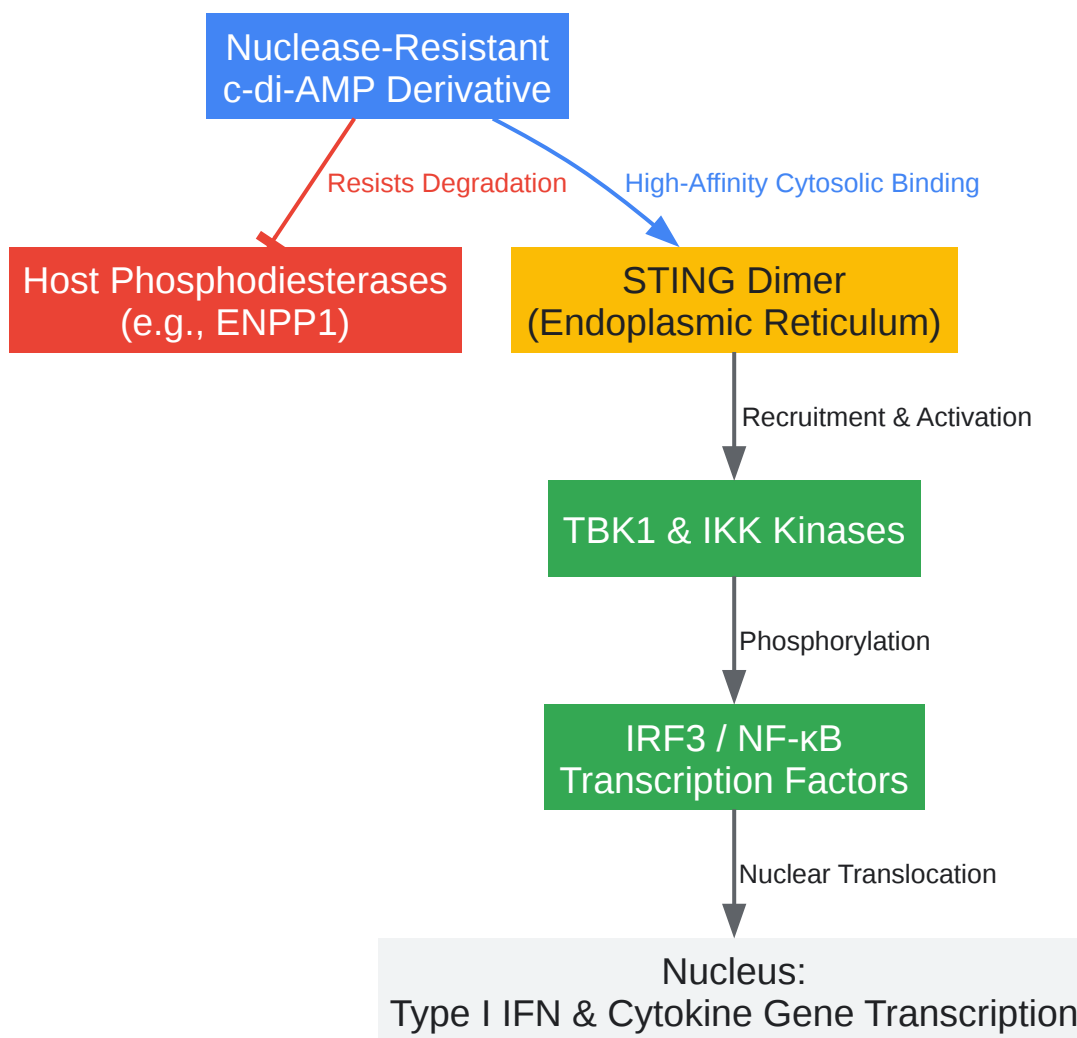 Nuclease-Resistant
c-di-AMP Derivative
Resists Degradation
High-Affinity Cytosolic Binding
Host Phosphodiesterases
(e.g., ENPP1)
STING Dimer
(Endoplasmic Reticulum)
Recruitment & Activation
TBK1 & IKK Kinases
Phosphorylation
IRF3 / NF-κB
Transcription Factors
Nuclear Translocation
Nucleus:
Type I IFN & Cytokine Gene Transcription